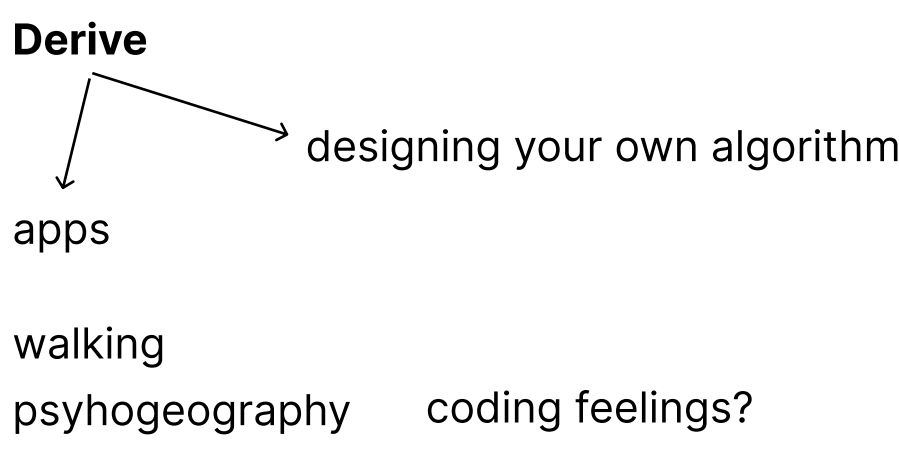 Derive
designing your own algorithm
apps
walking
psyhogeography
coding feelings?